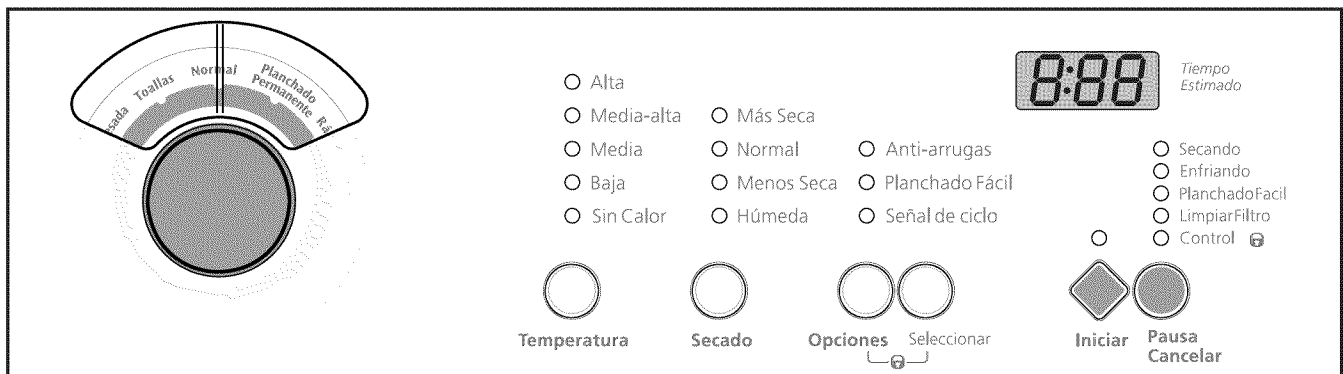 Toallas
Normal
Planchado
Permanente
Alta
Media-alta
Media
Baja
Sin Calor
Temperatura
Más Seca
Normal
Menos Seca
Húmeda
Secado
Anti-arrugas
Planchado Fácil
Señal de ciclo
Opciones Seleccionar
8:88
Tiempo
Estimado
Secando
Enfriando
PlanchadoFacil
LimpiarFiltro
Control
Iniciar
Pausa
Cancelar